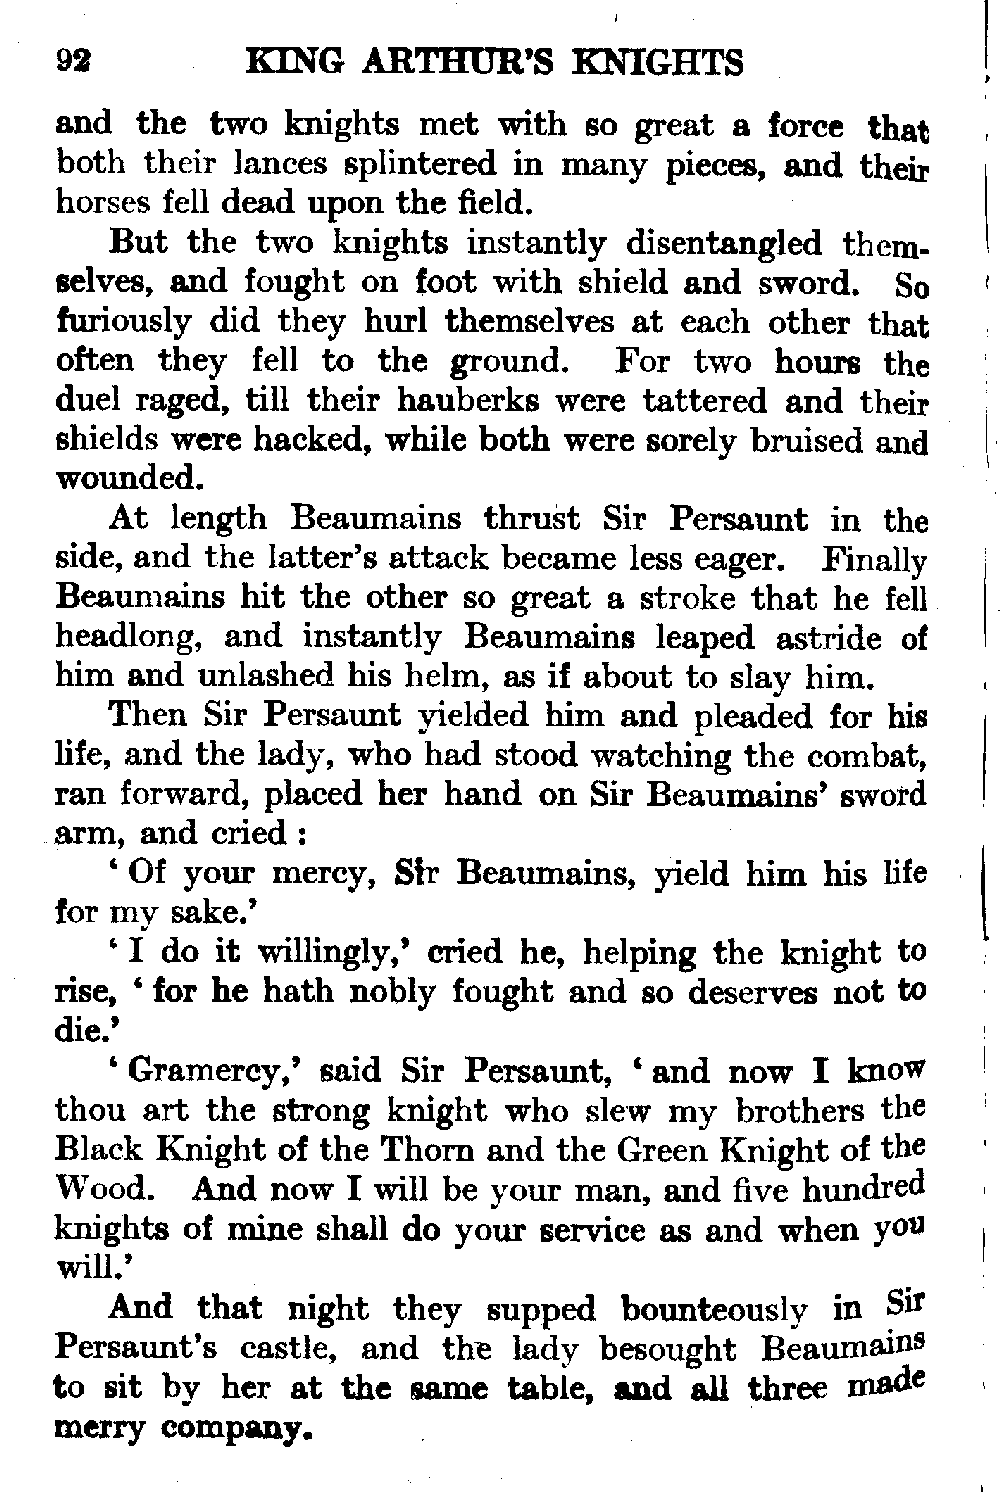 92 KING ARTHUR'S KNIGHTS
and the two knights met with so great a force that
both their lances splintered in many pieces, and their
horses fell dead upon the field.
But the two knights instantly disentangled them-
selves, and fought on foot with shield and sword. So
furiously did they hurl themselves at each other that
often they fell to the ground. For two hours the
duel raged, till their hauberks were tattered and their
shields were hacked, while both were sorely bruised and
wounded.
At length Beaumains thrust Sir Persaunt in the
side, and the latter's attack became less eager. Finally
Beaumains hit the other so great a stroke that he fell
headlong, and instantly Beaumains leaped astride of
him and unlashed his helm, as if about to slay him.
Then Sir Persaunt yielded him and pleaded for his
life, and the lady, who had stood watching the combat,
ran forward, placed her hand on Sir Beaumains' sword
arm, and cried :
‘ Of your mercy, Sir Beaumains, yield him his life
for my sake.’
‘ I do it willingly,’ cried he, helping the knight to
rise, ‘ for he hath nobly fought and so deserves not to
die.’
‘ Gramercy,’ said Sir Persaunt, ‘ and now I know
thou art the strong knight who slew my brothers the
Black Knight of the Thorn and the Green Knight of the
Wood. And now I will be your man, and five hundred
knights of mine shall do your service as and when you
will.’
And that night they supped bounteously in Sir
Persaunt's castle, and the lady besought Beaumains
to sit by her at the same table, and all three made
merry company.